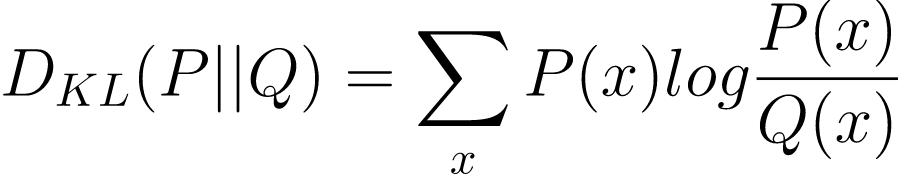 D_{KL}(P||Q) = \sum_{x} P(x) log \frac{P(x)}{Q(x)}